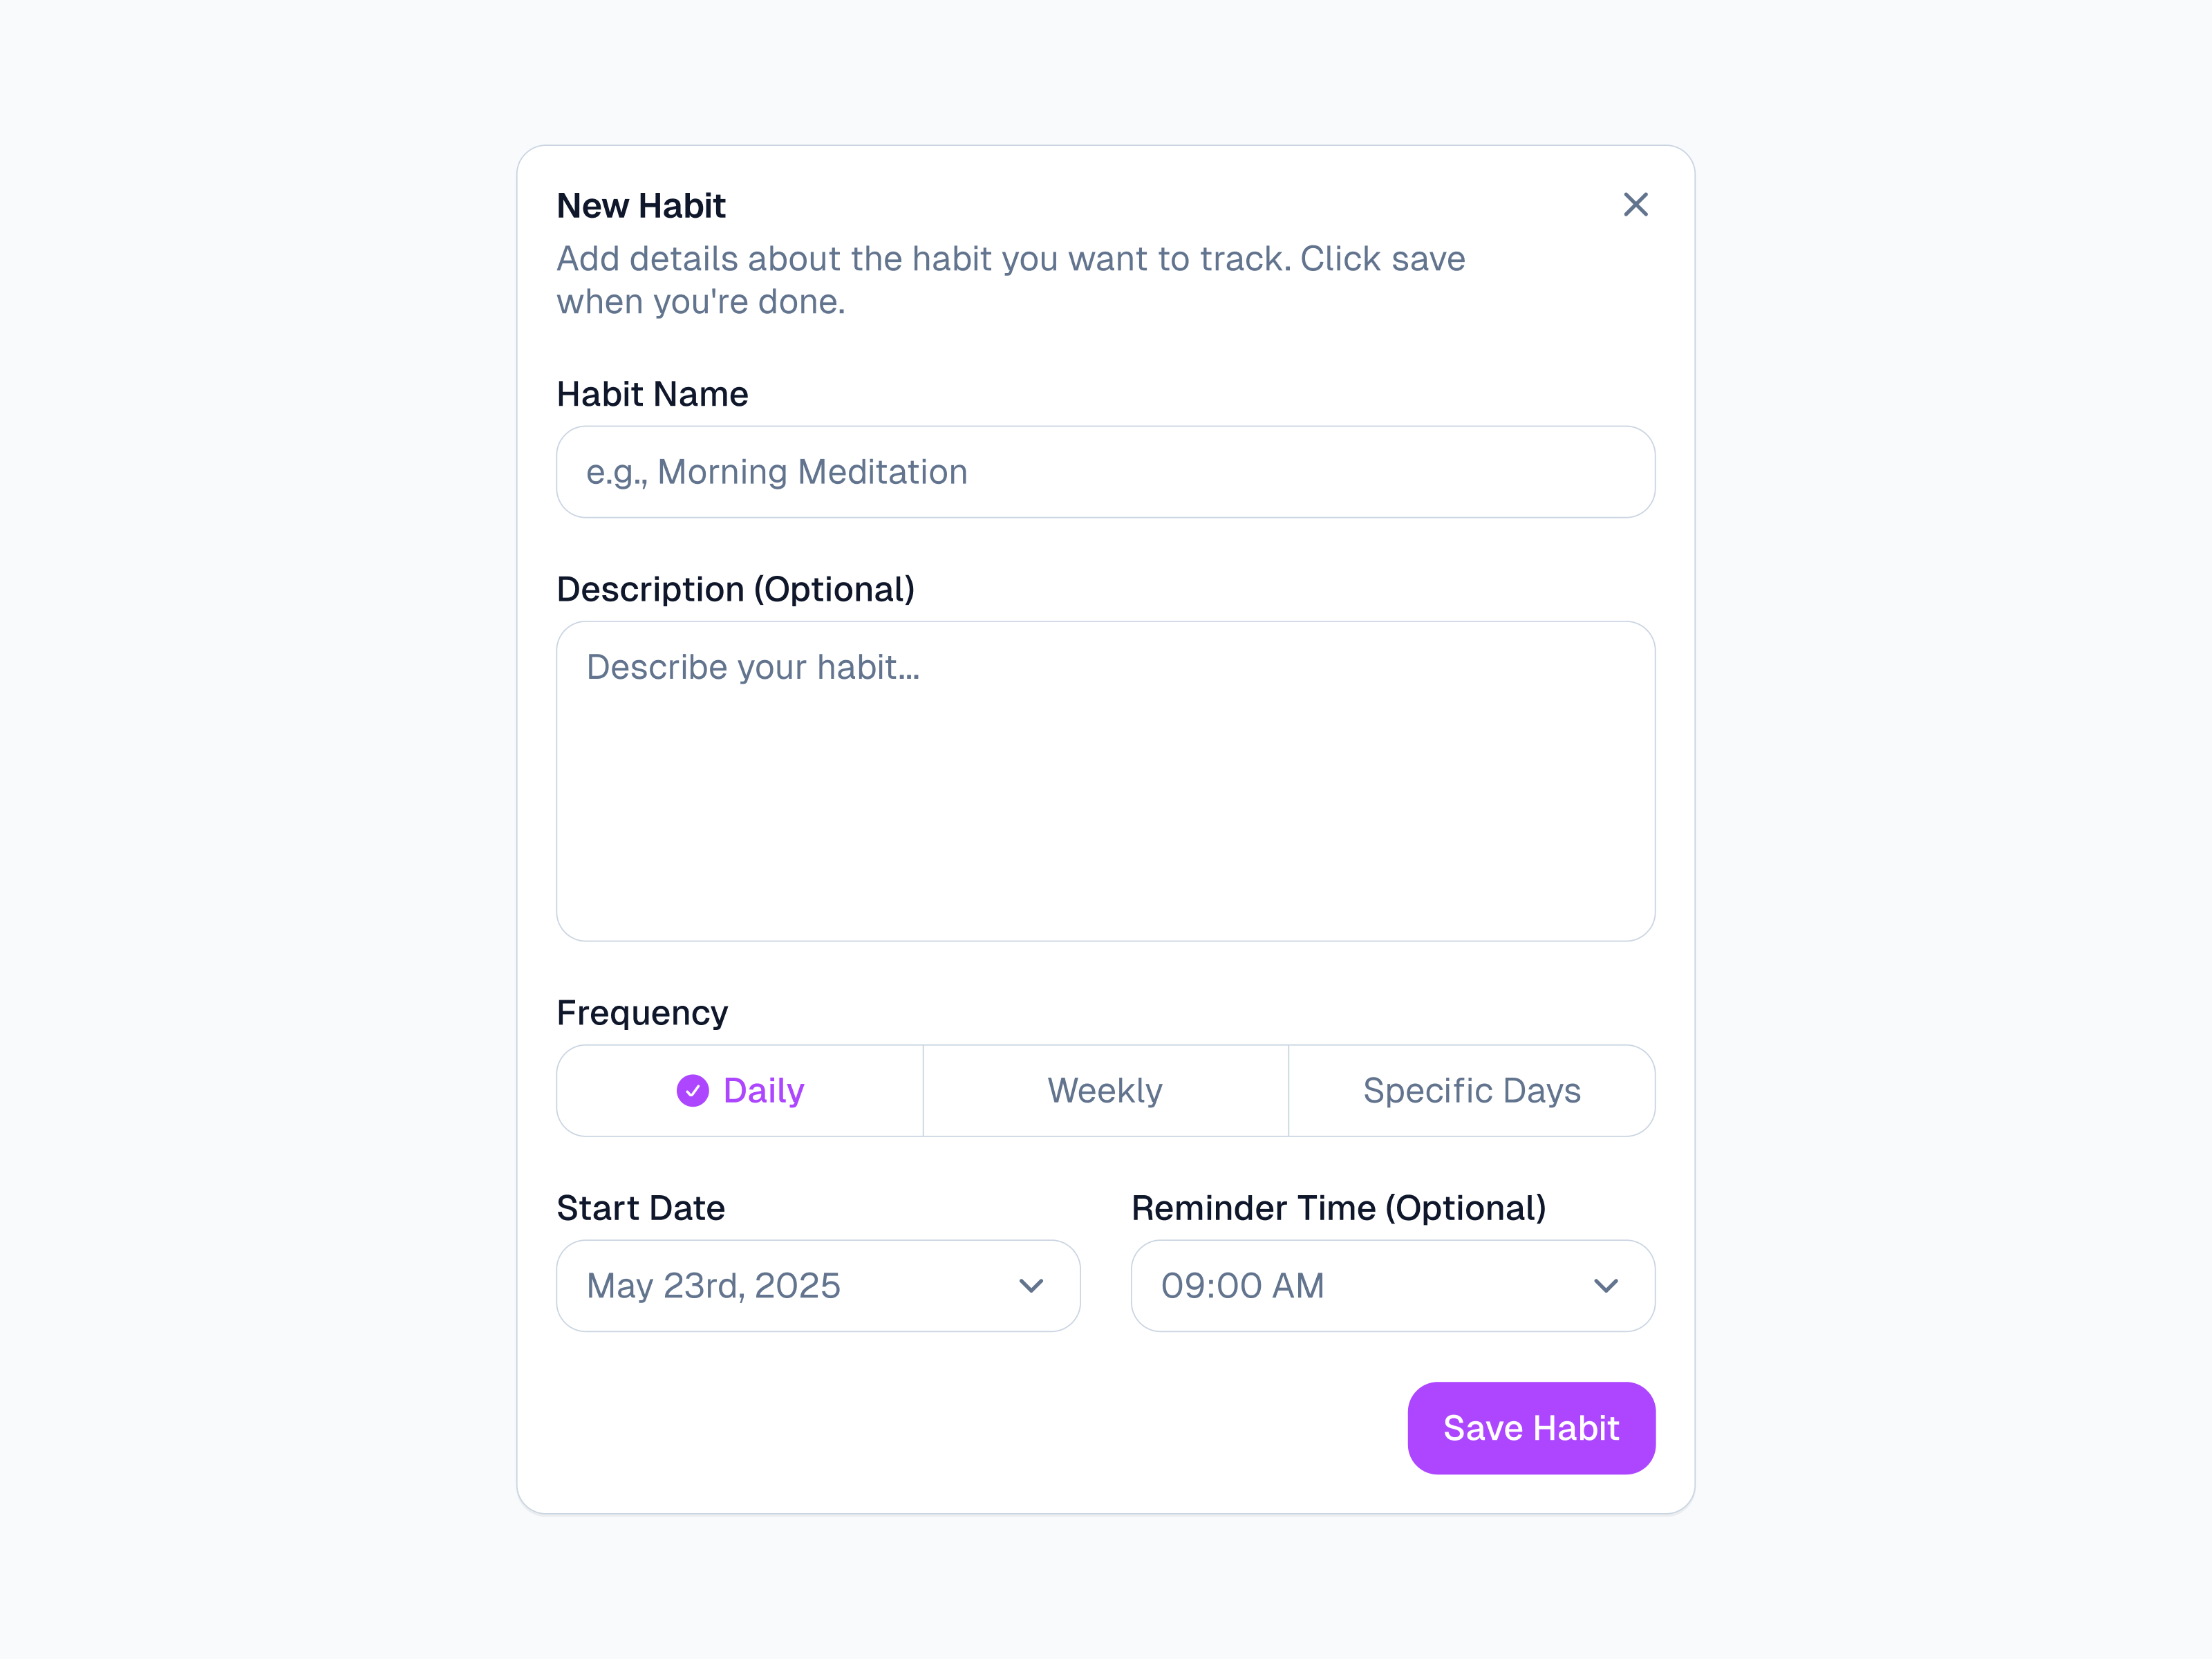 New Habit
Add details about the habit you want to track. Click save
when you're done.
Habit Name
e.g., Morning Meditation
Description (Optional)
Describe your habit...
Frequency
Daily
Weekly
Specific Days
Start Date
May 23rd, 2025
Reminder Time (Optional)
09:00 AM
Save Habit